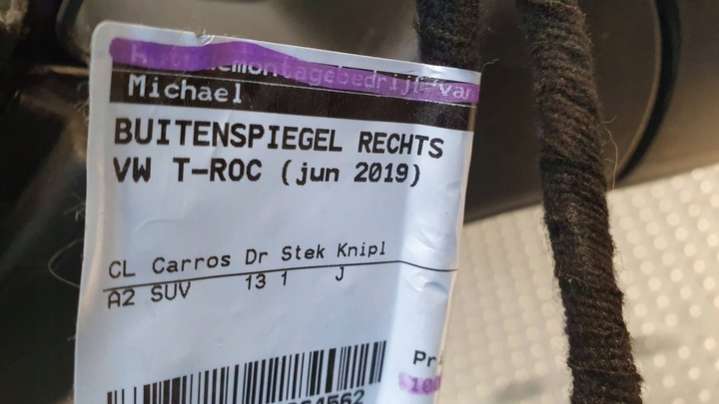 Michael
BUITENSPIEGEL RECHTS
VW T-ROC (jun 2019)
CL Carros Dr Stek Knipl
A2 SUV 13 1 J